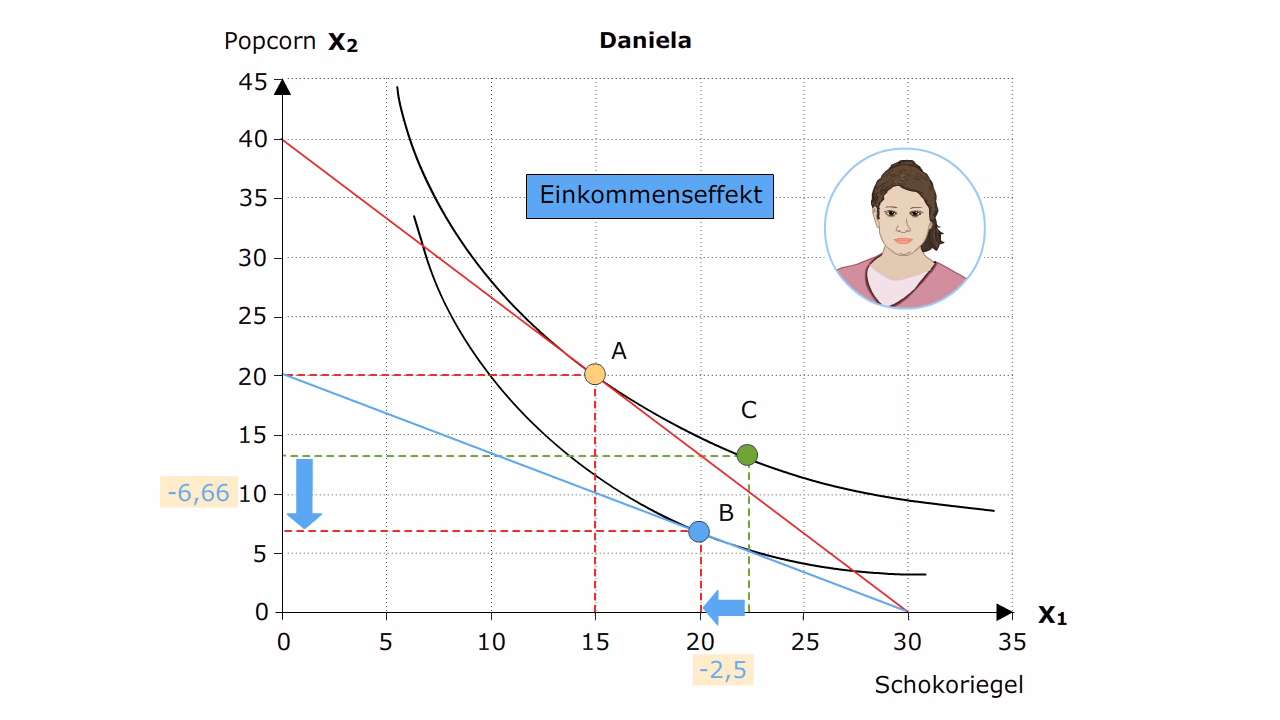 Popcorn x₂
Daniela
45
40
35
30
25
20
15
10
5
0
Einkommenseffekt
A
C
B
-6,66
0 5 10 15 20 25 30 35
x₁
-2,5
Schokoriegel